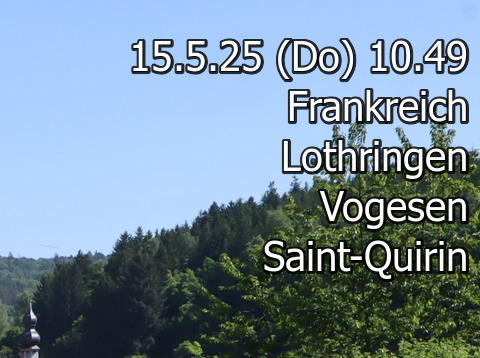 15.5.25 (Do) 10.49
Frankreich
Lothringen
Vogesen
Saint-Quirin